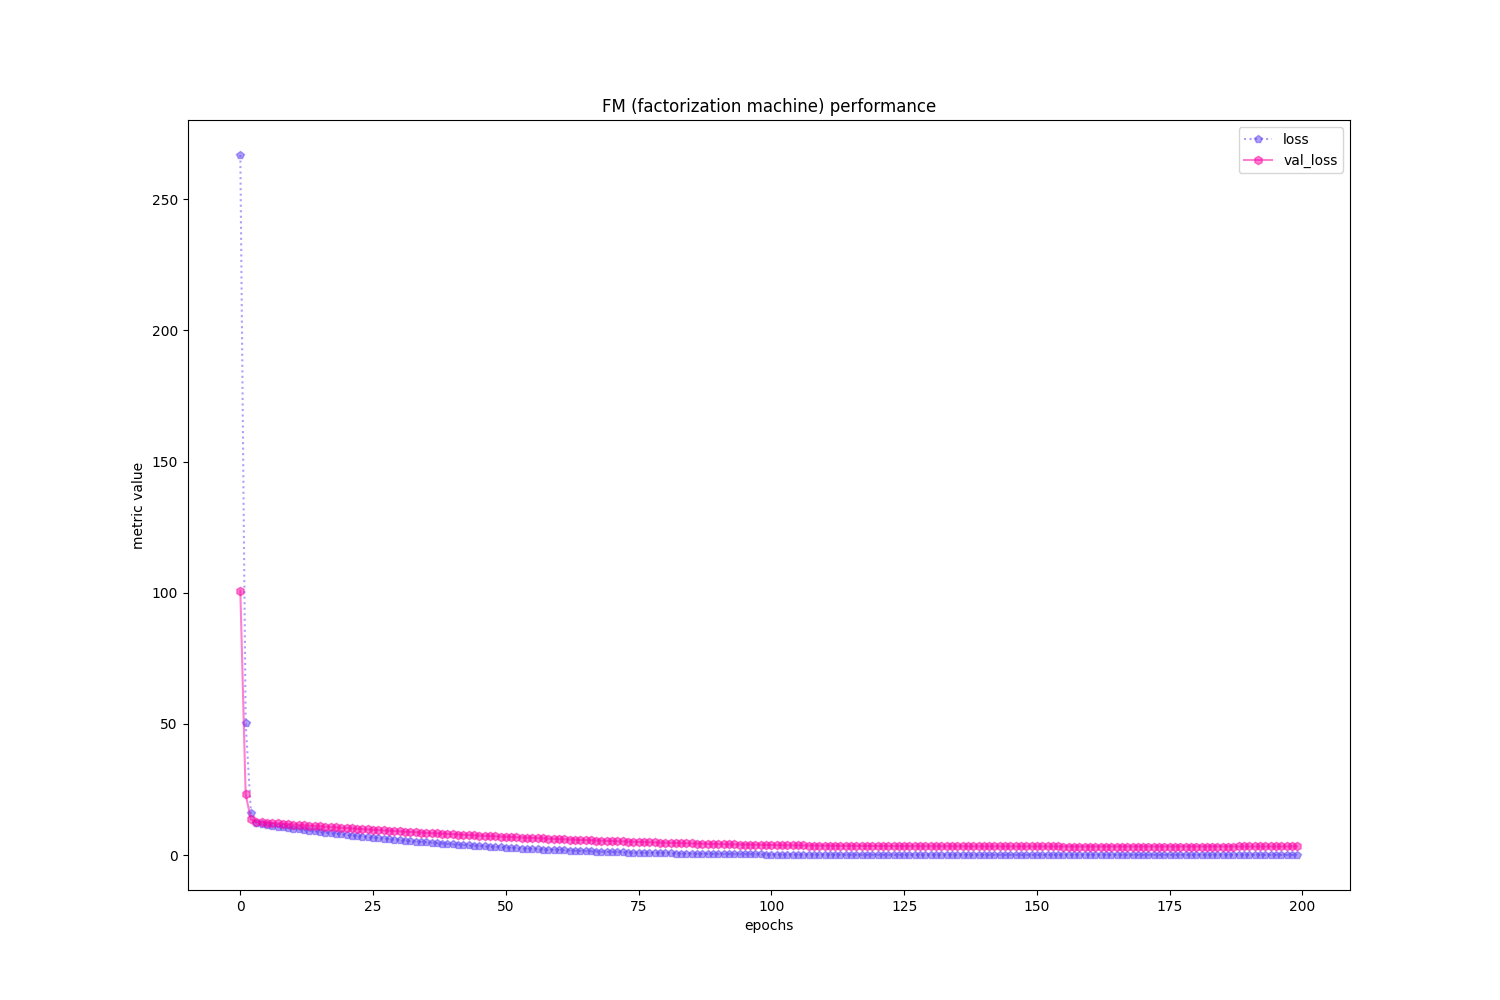 FM (factorization machine) performance
loss
val_loss
metric value
250
200
150
100
50
0
0 25 50 75 100 125 150 175 200
epochs